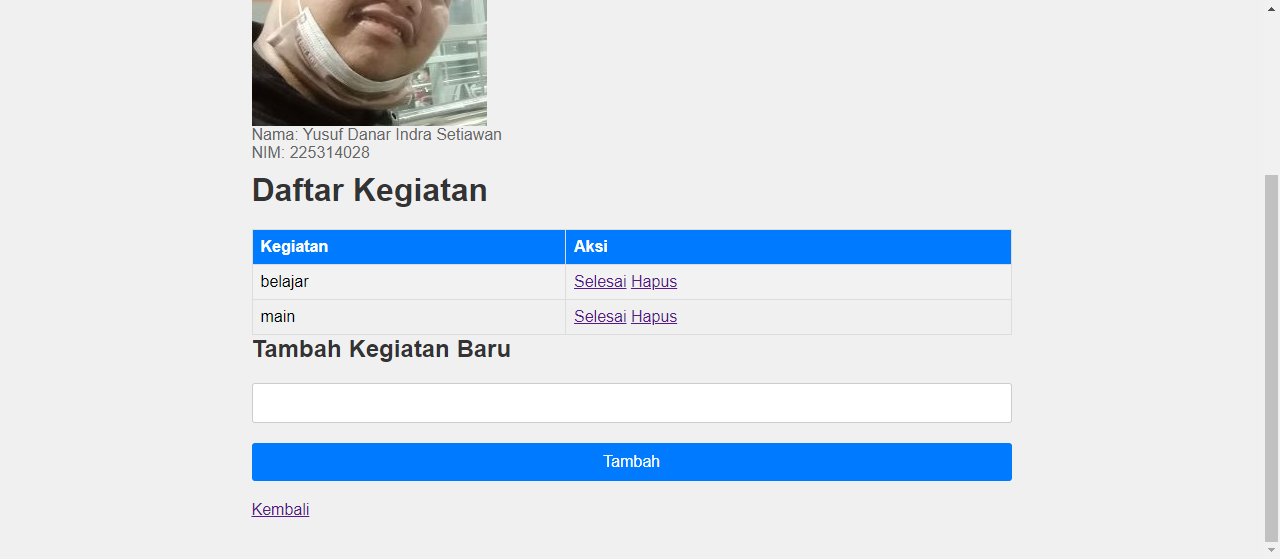 Nama: Yusuf Danar Indra Setiawan
NIM: 225314028
Daftar Kegiatan
Kegiatan Aksi
belajar Selesai Hapus
main Selesai Hapus
Tambah Kegiatan Baru
Tambah
Kembali